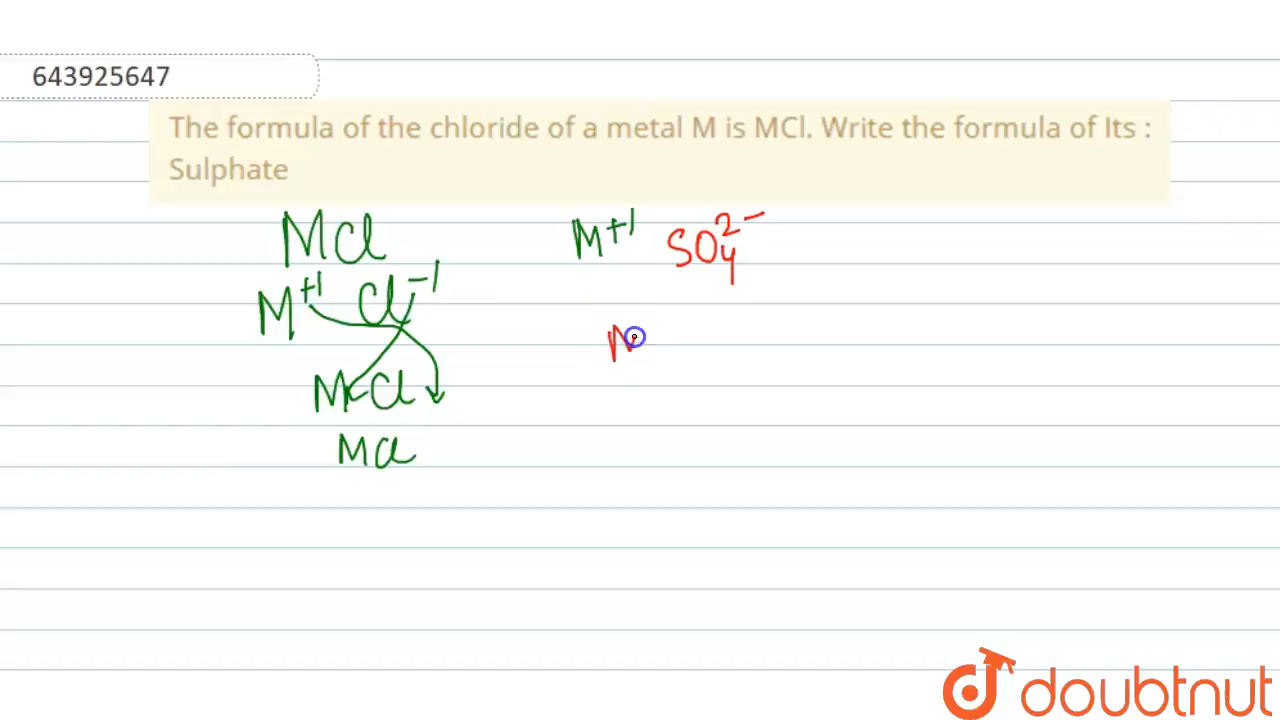 643925647
The formula of the chloride of a metal M is MCl. Write the formula of Its :
Sulphate
MCl
M+1 Cl-1
MCl
MCl
M+1 SO4 2-
M
doubtnut